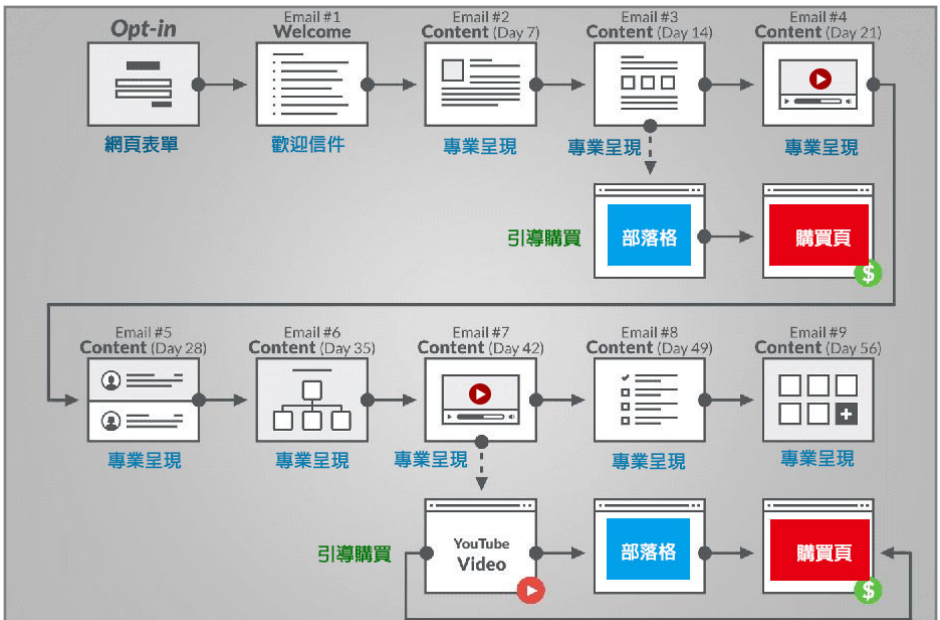 Opt-in
Email #1
Welcome
Email #2
Content (Day 7)
Email #3
Content (Day 14)
Email #4
Content (Day 21)
網頁表單
歡迎信件
專業呈現
專業呈現
專業呈現
引導購買
部落格
購買頁
$
Email #5
Content (Day 28)
Email #6
Content (Day 35)
Email #7
Content (Day 42)
Email #8
Content (Day 49)
Email #9
Content (Day 56)
專業呈現
專業呈現
專業呈現
專業呈現
專業呈現
引導購買
YouTube
Video
部落格
購買頁
$